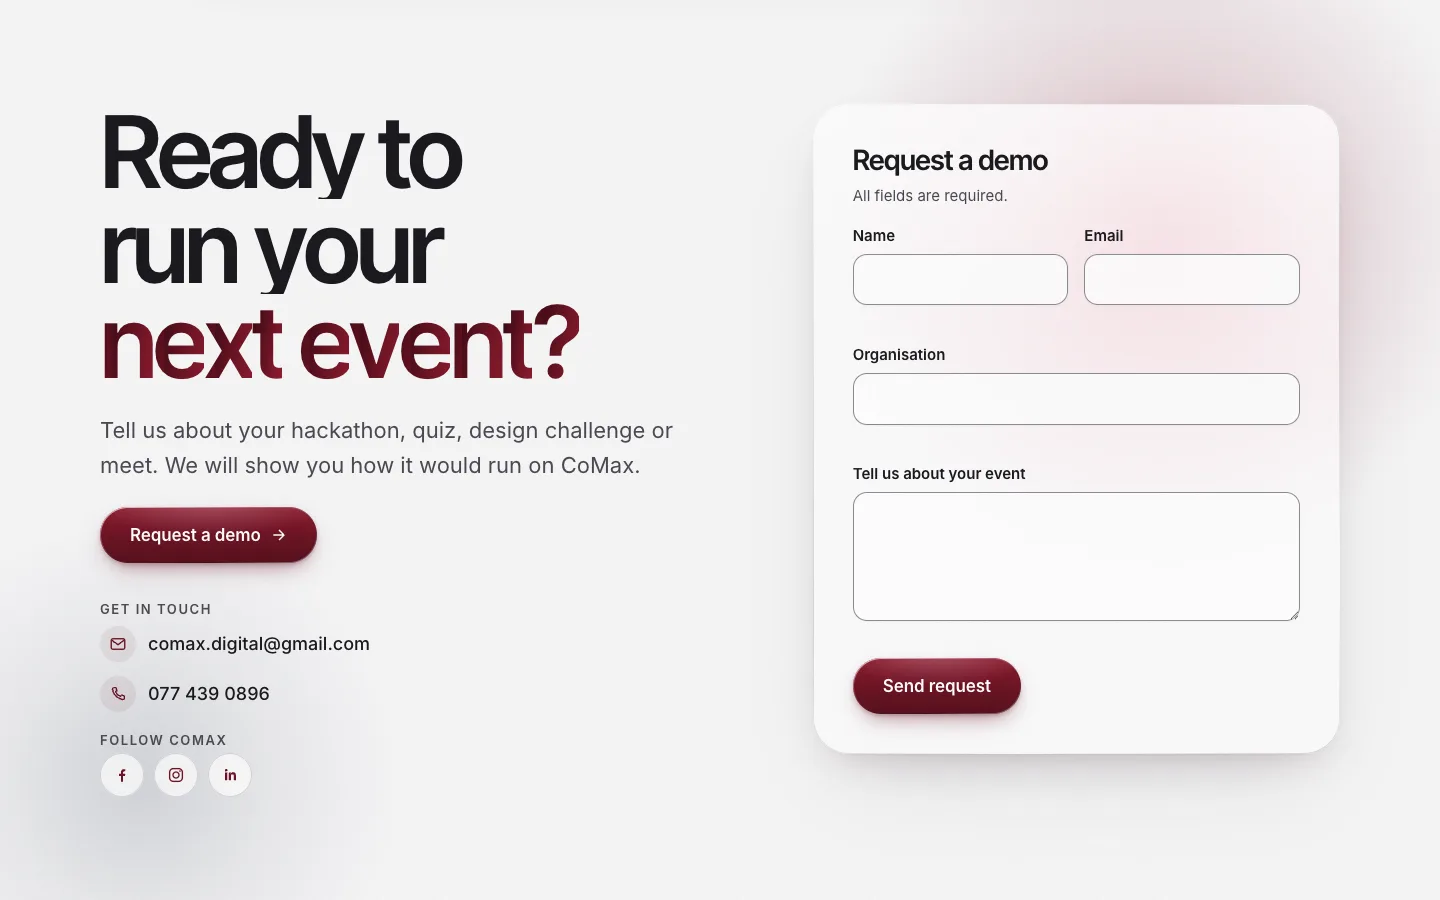 Ready to
run your
next event?
Tell us about your hackathon, quiz, design challenge or
meet. We will show you how it would run on CoMax.
Request a demo →
GET IN TOUCH
comax.digital@gmail.com
077 439 0896
FOLLOW COMAX
f
in
Request a demo
All fields are required.
Name
Email
Organisation
Tell us about your event
Send request